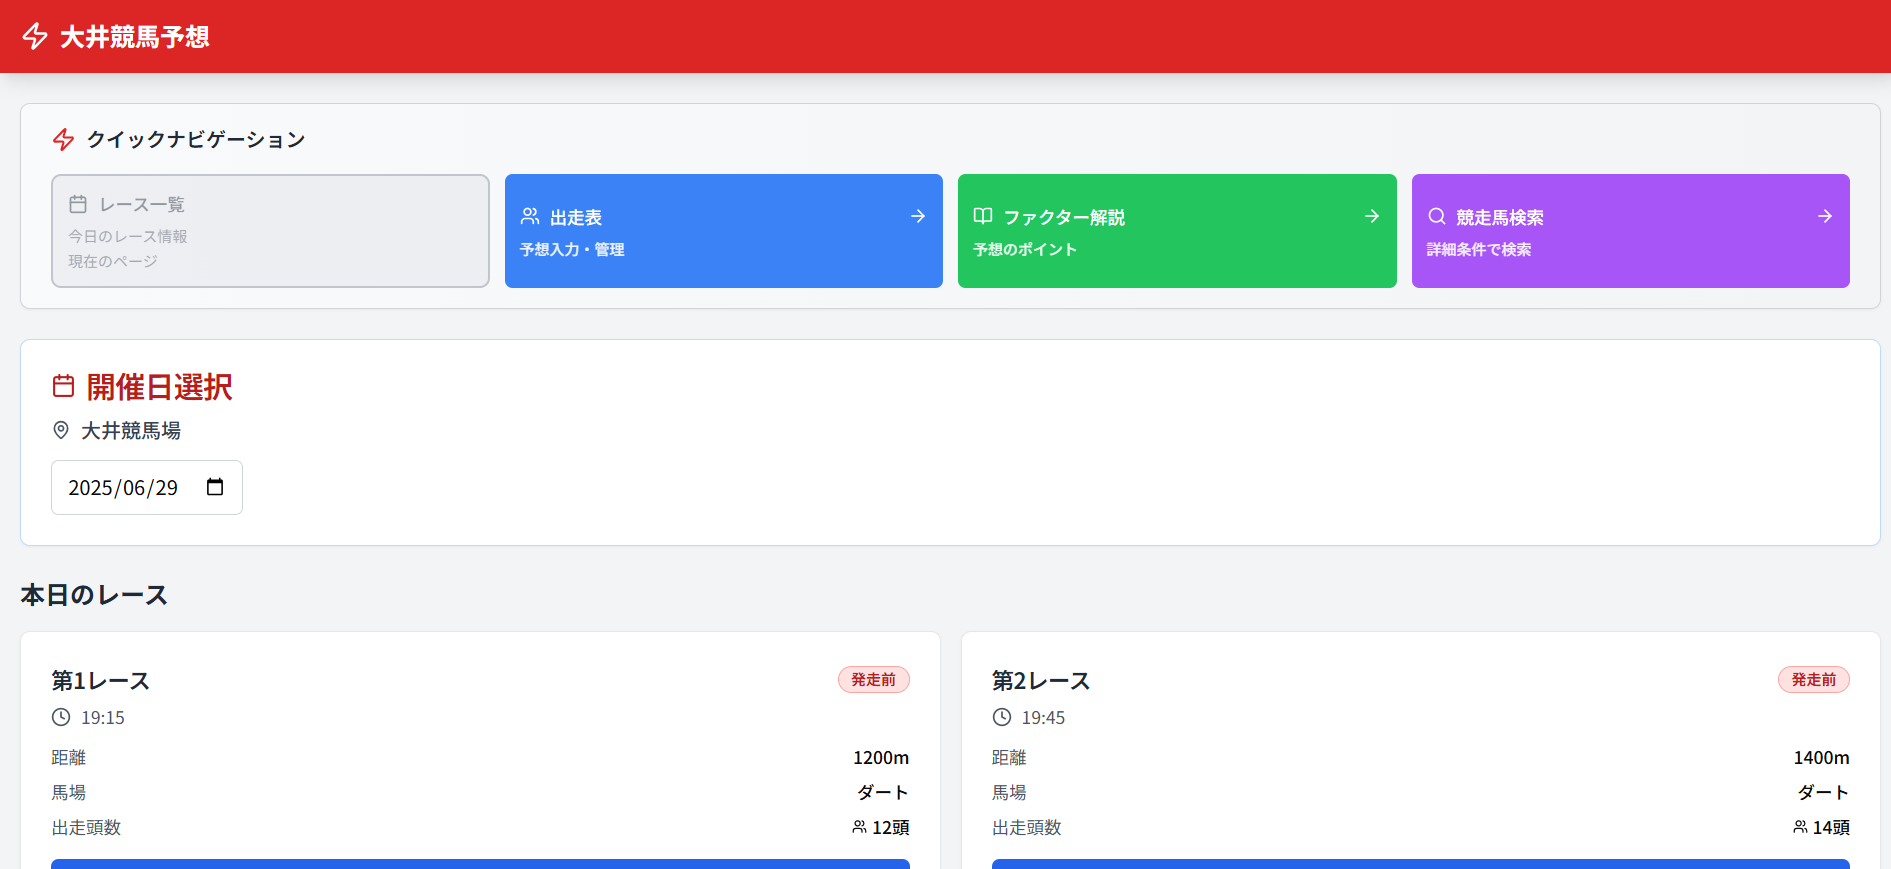 大井競馬予想
クイックナビゲーション
レース一覧
今日のレース情報
現在のページ
出走表
予想入力・管理
ファクター解説
予想のポイント
競走馬検索
詳細条件で検索
開催日選択
大井競馬場
2025/06/29
本日のレース
第1レース
発走前
19:15
距離
1200m
馬場
ダート
出走頭数
12頭
第2レース
発走前
19:45
距離
1400m
馬場
ダート
出走頭数
14頭